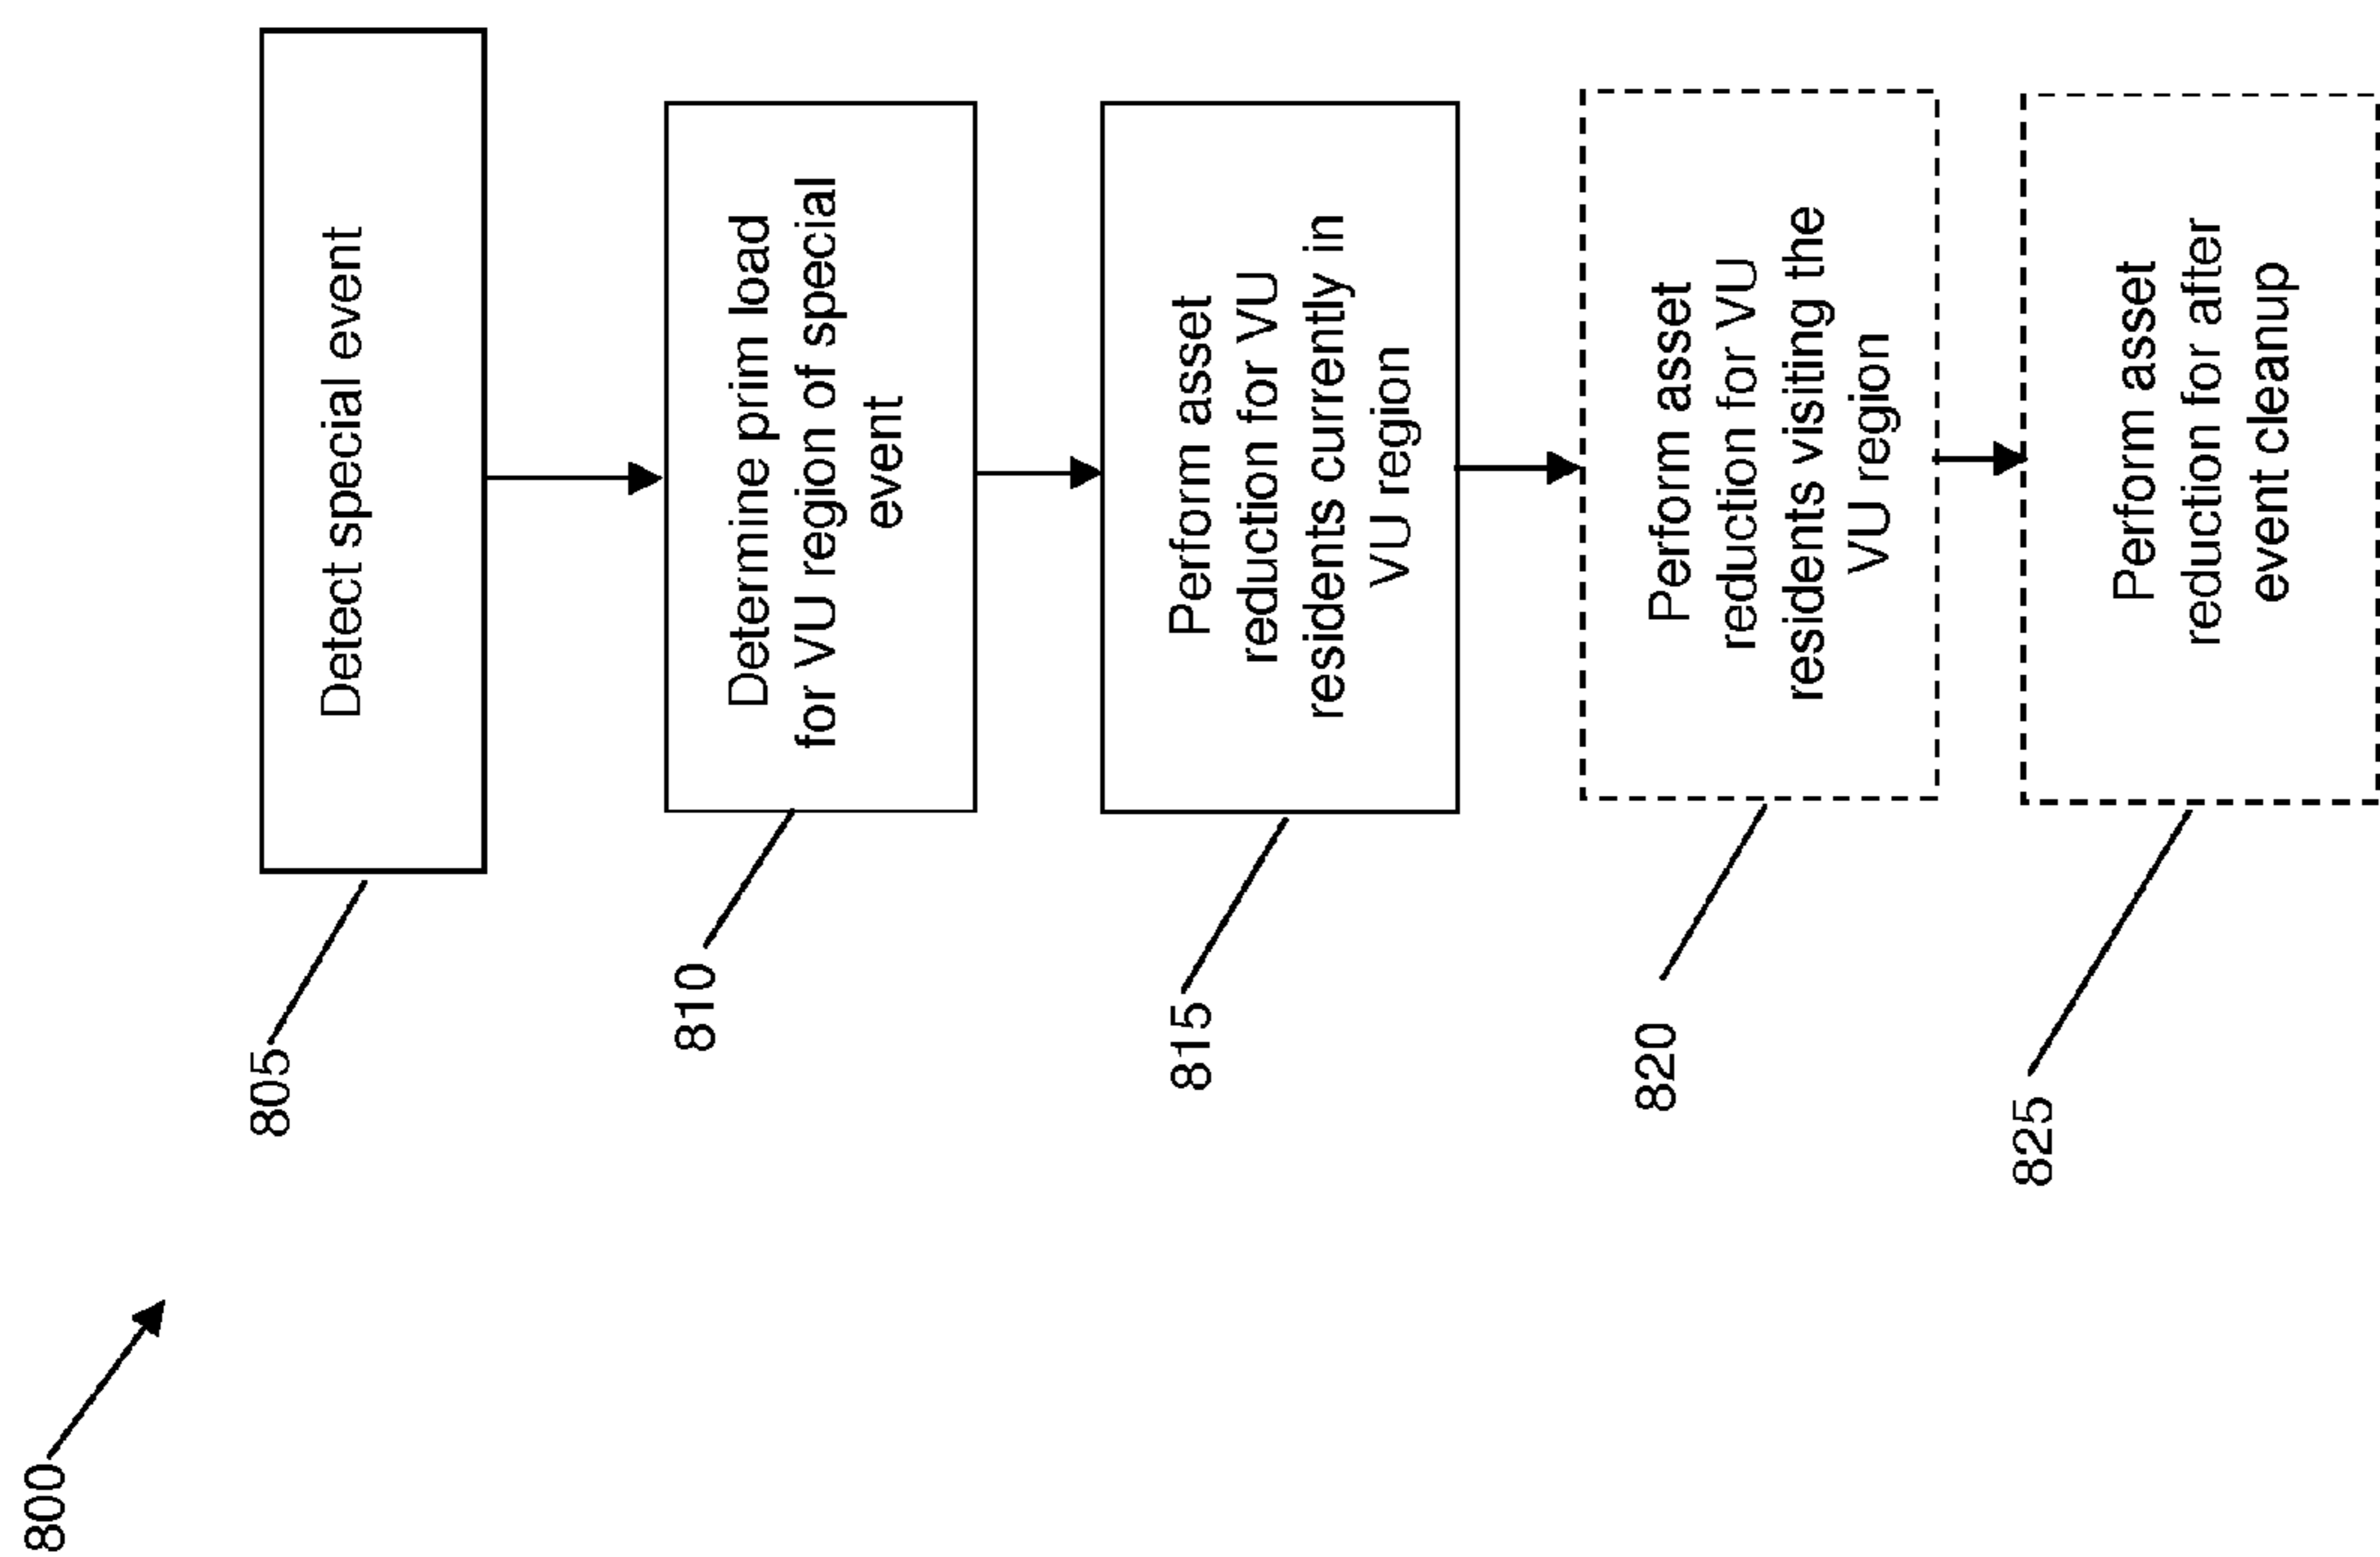 800
805
Detect special event
810
Determine prim load
for VU region of special
event
815
Perform asset
reduction for VU
residents currently in
VU region
820
Perform asset
reduction for VU
residents visiting the
VU region
825
Perform asset
reduction for after
event cleanup